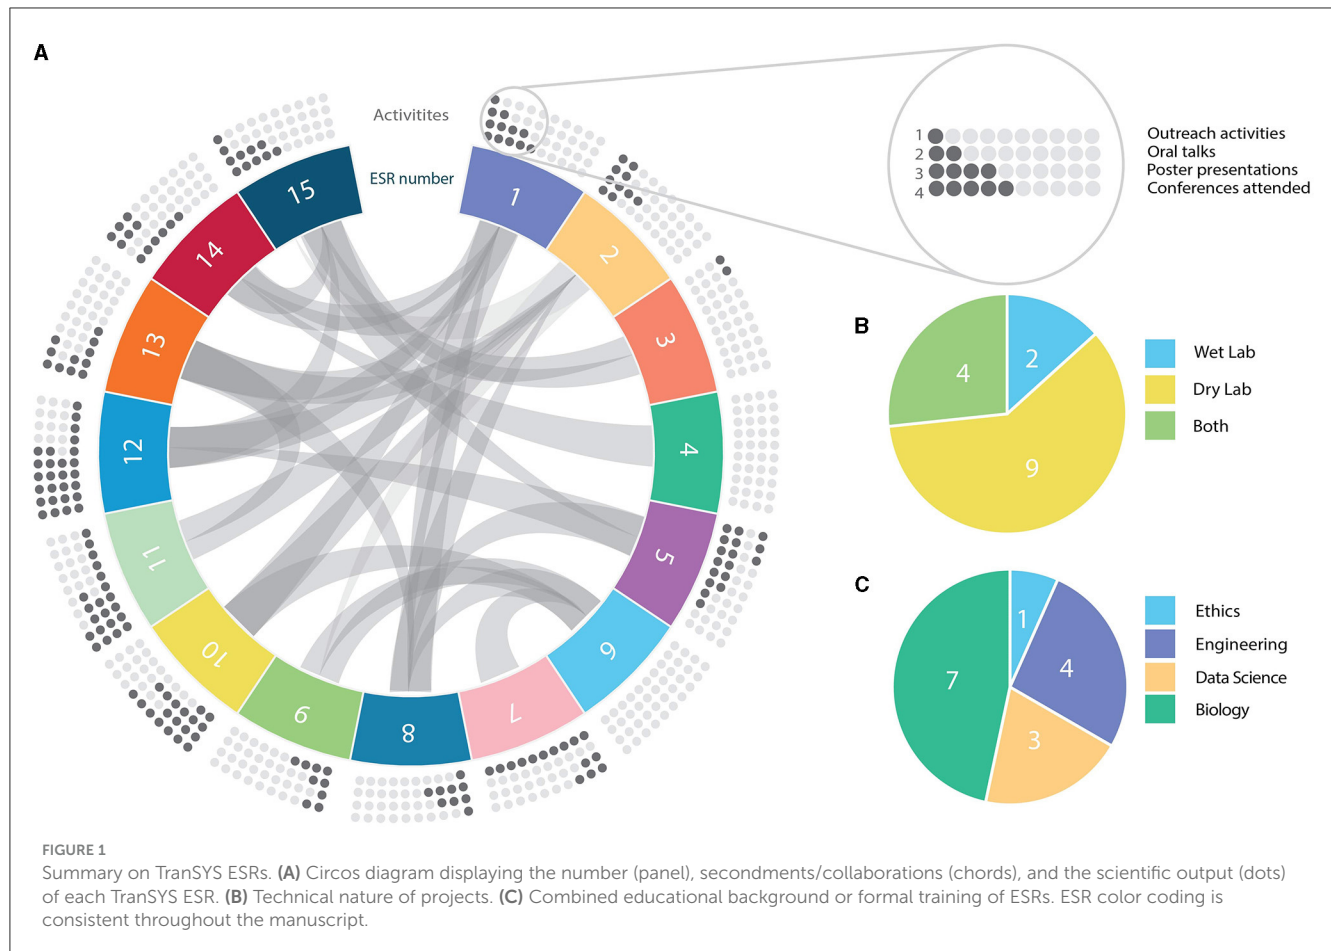 A
Activitites
ESR number
1
2
3
4
5
6
7
8
9
10
11
12
13
14
15
1
2
3
4
Outreach activities
Oral talks
Poster presentations
Conferences attended
B
2
4
9
Wet Lab
Dry Lab
Both
C
1
4
7
3
Ethics
Engineering
Data Science
Biology
FIGURE 1
Summary on TranSYS ESRs. (A) Circos diagram displaying the number (panel), secondments/collaborations (chords), and the scientific output (dots)
of each TranSYS ESR. (B) Technical nature of projects. (C) Combined educational background or formal training of ESRs. ESR color coding is
consistent throughout the manuscript.